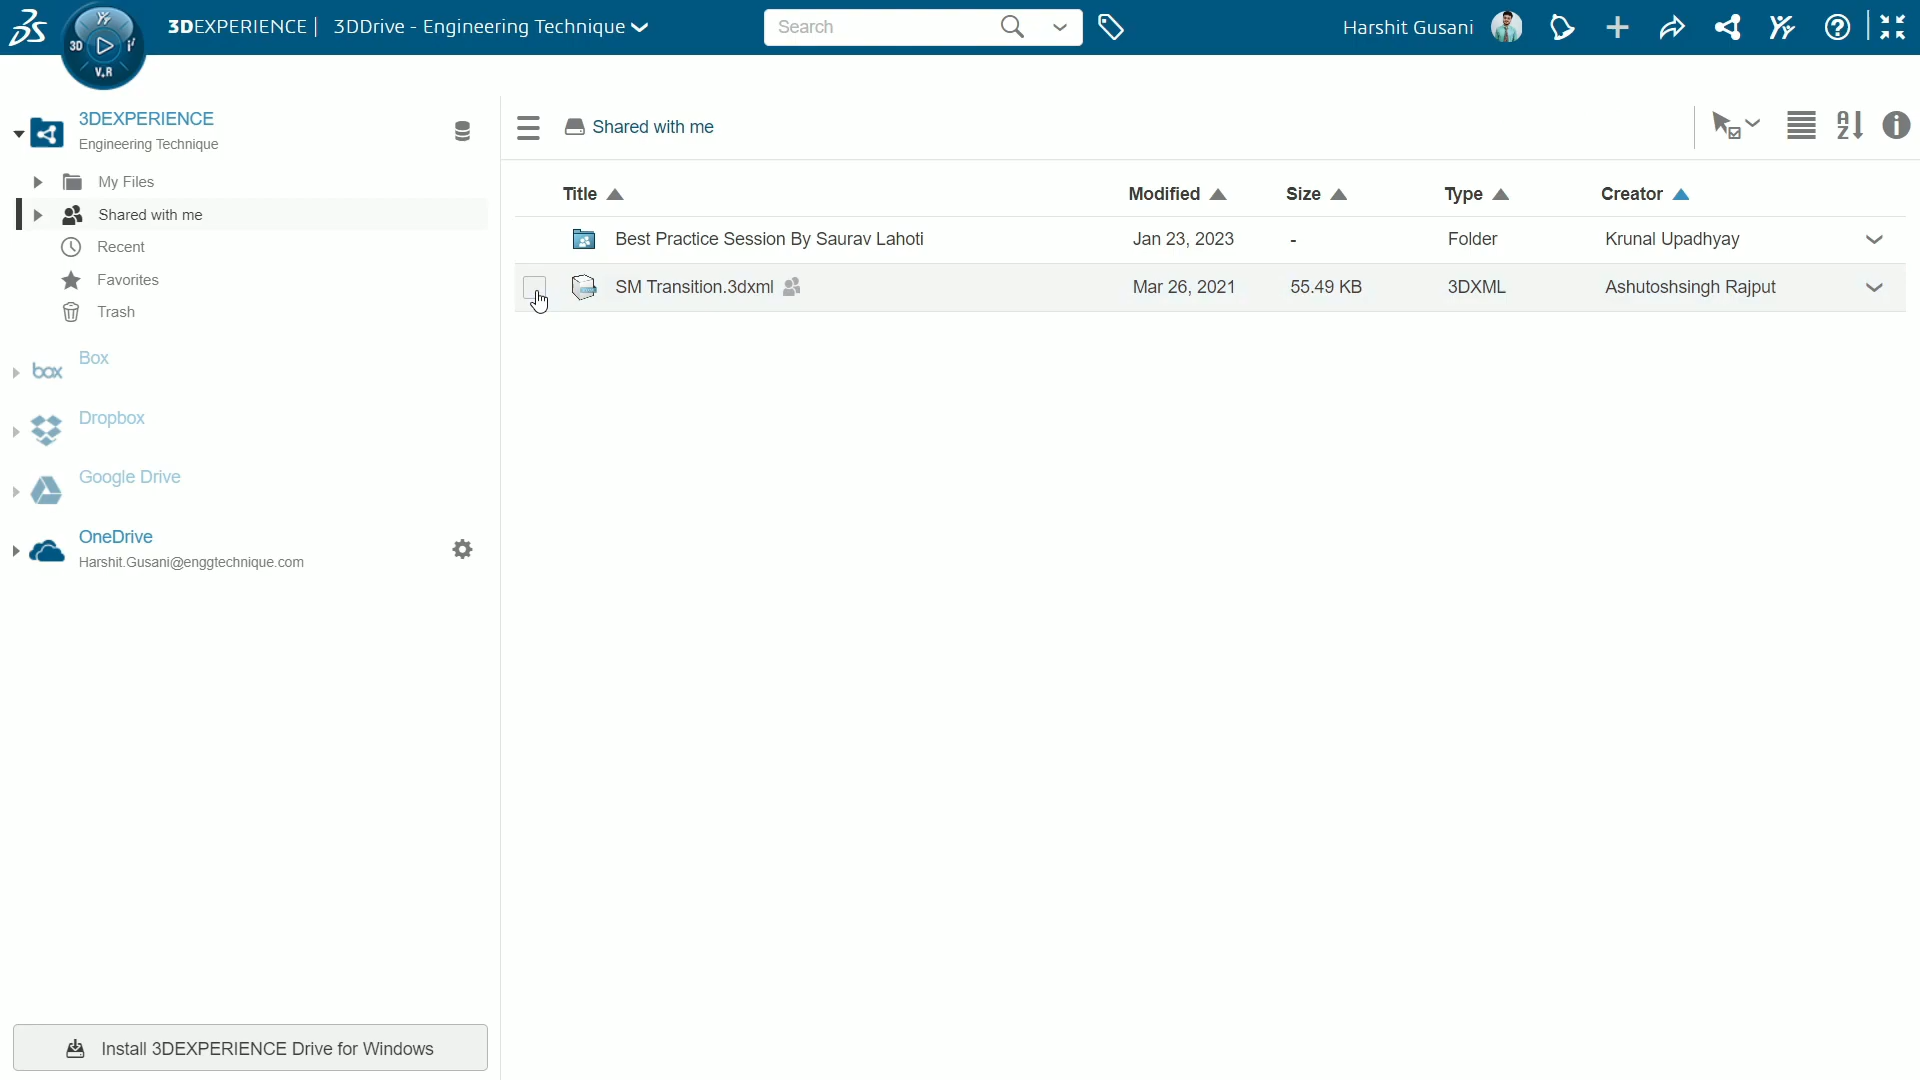 3DEXPERIENCE | 3DDrive - Engineering Technique
Search
Harshit Gusani
3D
V.R
3DEXPERIENCE
Engineering Technique
My Files
Shared with me
Recent
Favorites
Trash
box
Box
Dropbox
Google Drive
OneDrive
Harshit.Gusani@enggtechnique.com
Install 3DEXPERIENCE Drive for Windows
Shared with me
A
Z
Title
Modified
Size
Type
Creator
Best Practice Session By Saurav Lahoti
Jan 23, 2023
-
Folder
Krunal Upadhyay
SM Transition.3dxml
Mar 26, 2021
55.49 KB
3DXML
Ashutoshsingh Rajput